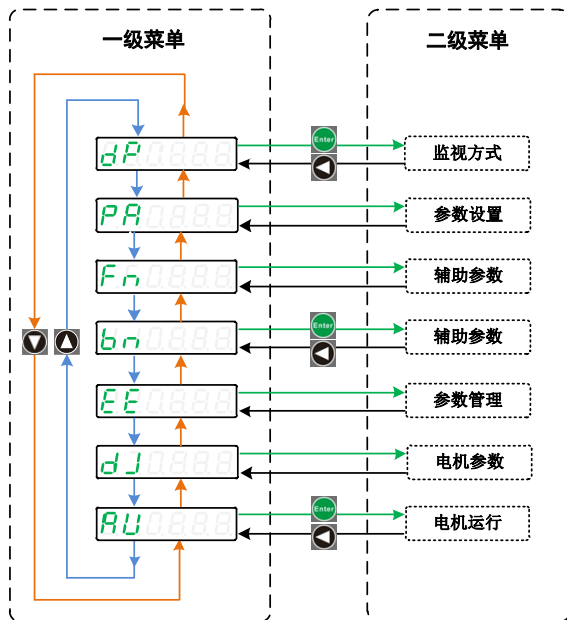 一级菜单
二级菜单
dP
Enter
监视方式
PA
参数设置
Fn
辅助参数
bn
Enter
辅助参数
EE
参数管理
dJ
电机参数
AU
Enter
电机运行